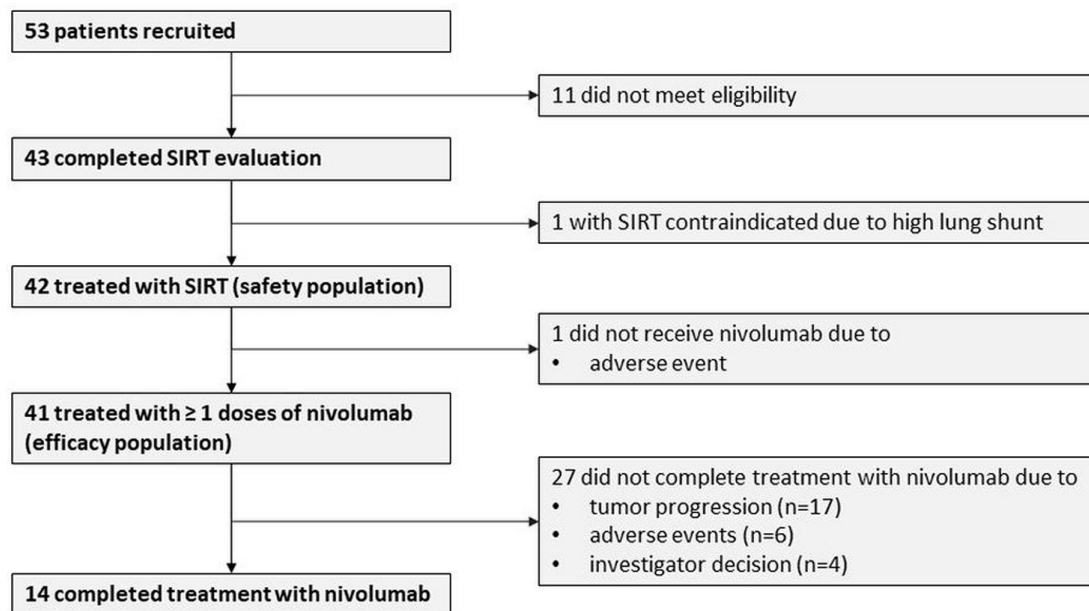 53 patients recruited
11 did not meet eligibility
43 completed SIRT evaluation
1 with SIRT contraindicated due to high lung shunt
42 treated with SIRT (safety population)
1 did not receive nivolumab due to
• adverse event
41 treated with ≥ 1 doses of nivolumab
(efficacy population)
27 did not complete treatment with nivolumab due to
• tumor progression (n=17)
• adverse events (n=6)
• investigator decision (n=4)
14 completed treatment with nivolumab